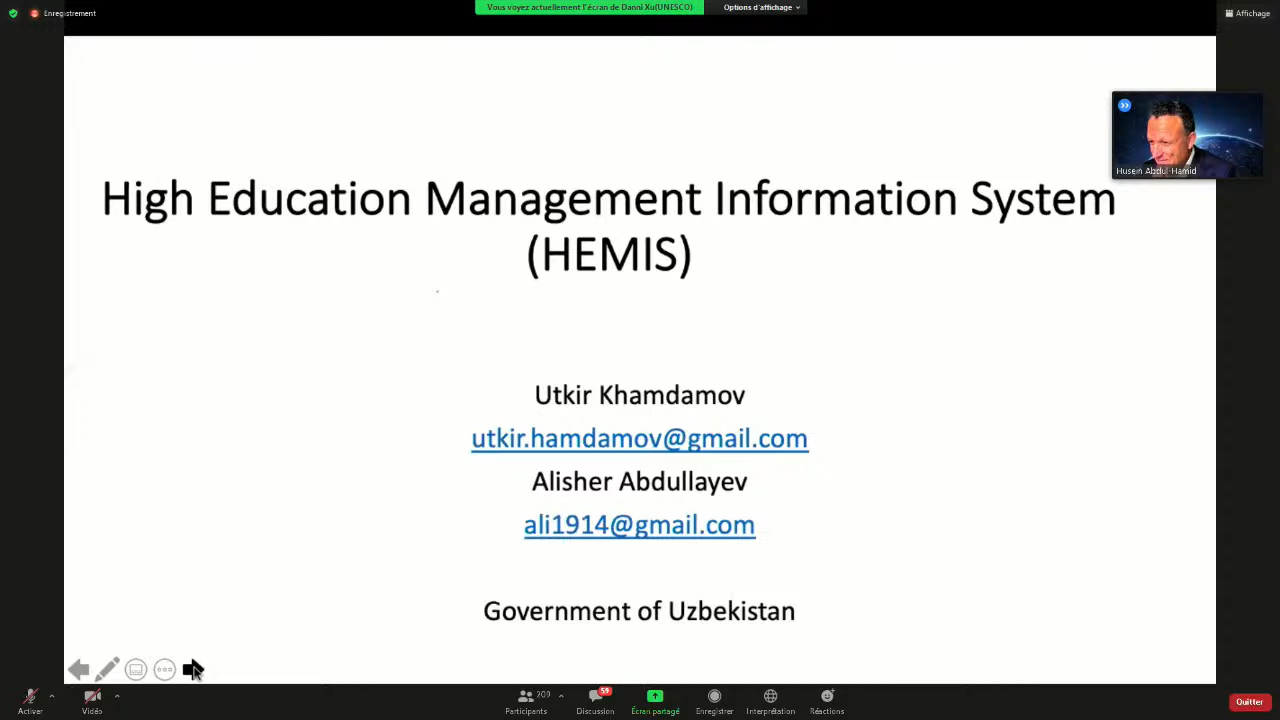 Enregistrement
Vous voyez actuellement l'écran de Danni Xu(UNESCO)
Options d'affichage
Affichage
Husein Abdul-Hamid
High Education Management Information System
(HEMIS)
Utkir Khamdamov
utkir.hamdamov@gmail.com
Alisher Abdullayev
ali1914@gmail.com
Government of Uzbekistan
Activer
Vidéo
209
Participants
59
Discussion
Écran partagé
Enregistrer
Interprétation
Réactions
Quitter